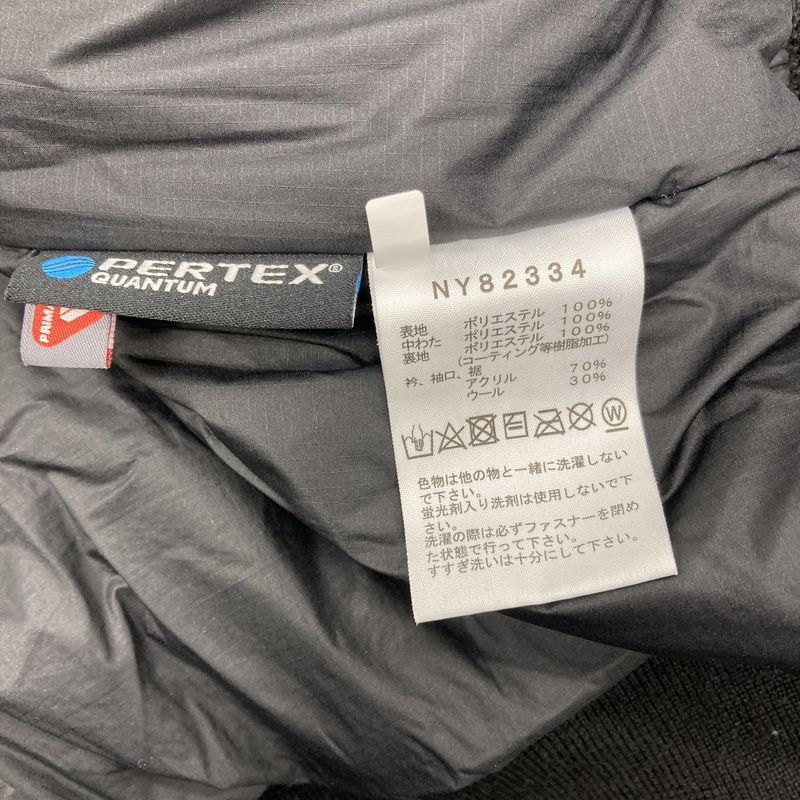 PERTEX®
QUANTUM
PRIMA
NY82334
表地 ポリエステル 100%
中わた ポリエステル 100%
裏地 ポリエステル 100%
(コーティング等樹脂加工)
衿、袖口、裾
アクリル 70%
ウール 30%
W
色物は他の物と一緒に洗濯しない
で下さい。
蛍光剤入り洗剤は使用しないで下
さい。
洗濯の際は必ずファスナーを閉め
た状態で行って下さい。
すすぎ洗いは十分にして下さい。